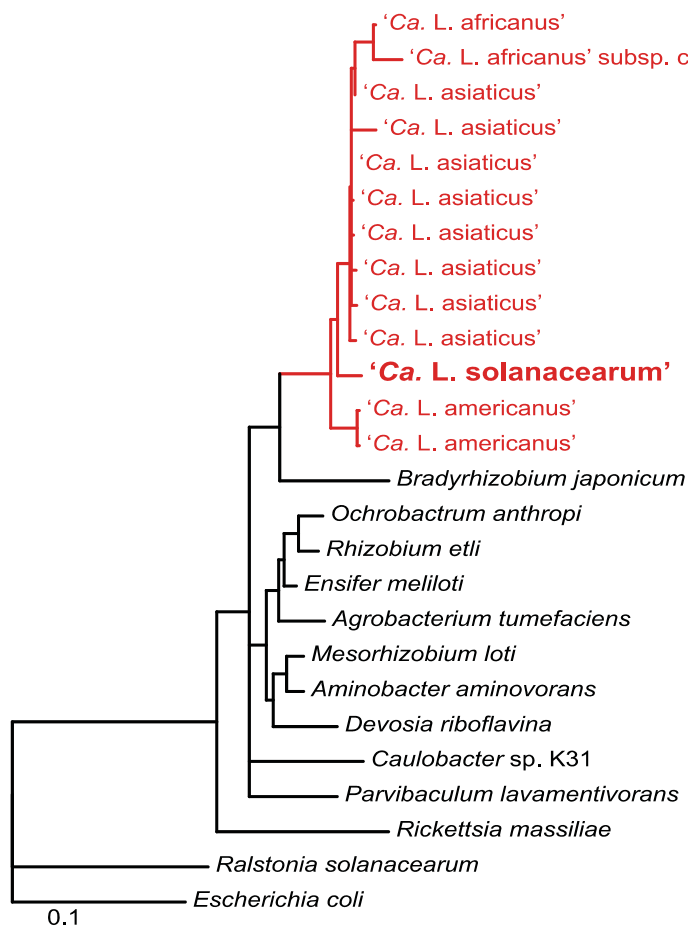 ‘Ca. L. africanus’
‘Ca. L. africanus’ subsp. c
‘Ca. L. asiaticus’
‘Ca. L. asiaticus’
‘Ca. L. asiaticus’
‘Ca. L. asiaticus’
‘Ca. L. asiaticus’
‘Ca. L. asiaticus’
‘Ca. L. asiaticus’
‘Ca. L. asiaticus’
‘Ca. L. solanacearum’
‘Ca. L. americanus’
‘Ca. L. americanus’
Bradyrhizobium japonicum
Ochrobactrum anthropi
Rhizobium etli
Ensifer meliloti
Agrobacterium tumefaciens
Mesorhizobium loti
Aminobacter aminovorans
Devosia riboflavina
Caulobacter sp. K31
Parvibaculum lavamentivorans
Rickettsia massiliae
Ralstonia solanacearum
Escherichia coli
0.1